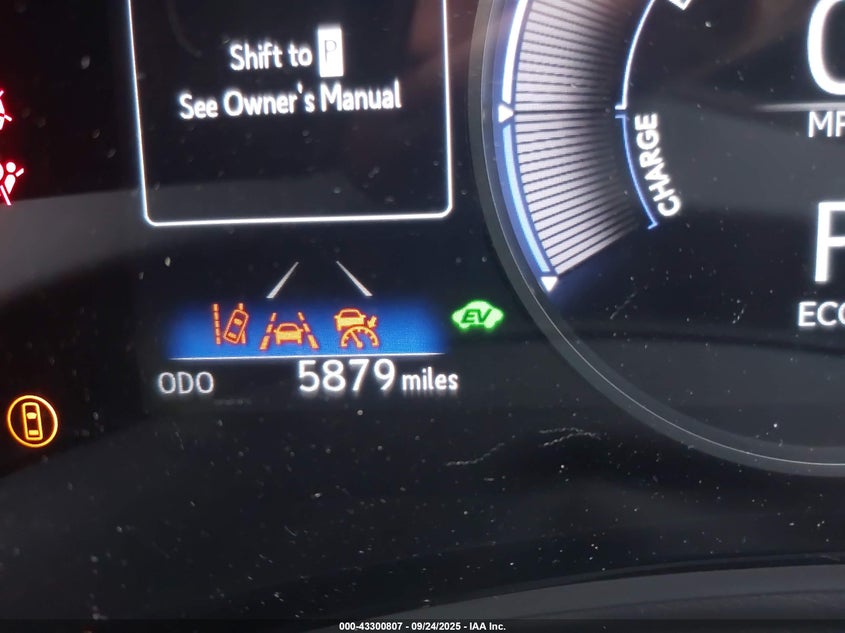 Shift to P
See Owner's Manual
CHARGE
EV
ODO 5879 miles
000-43300807 - 09/24/2025 - IAA Inc.